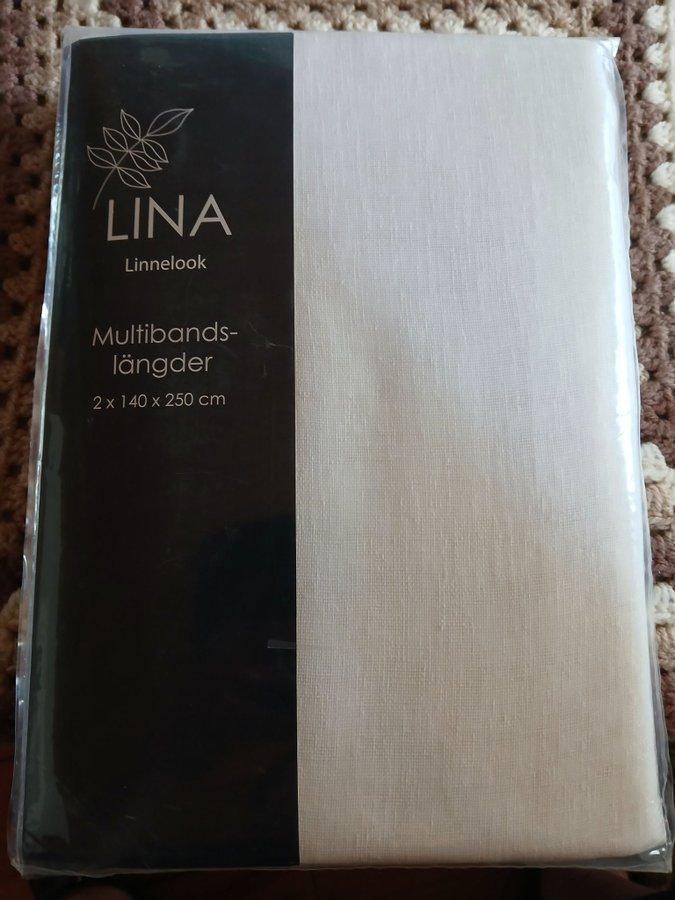 LINA
Linnelook
Multibands-
längder
2 x 140 x 250 cm